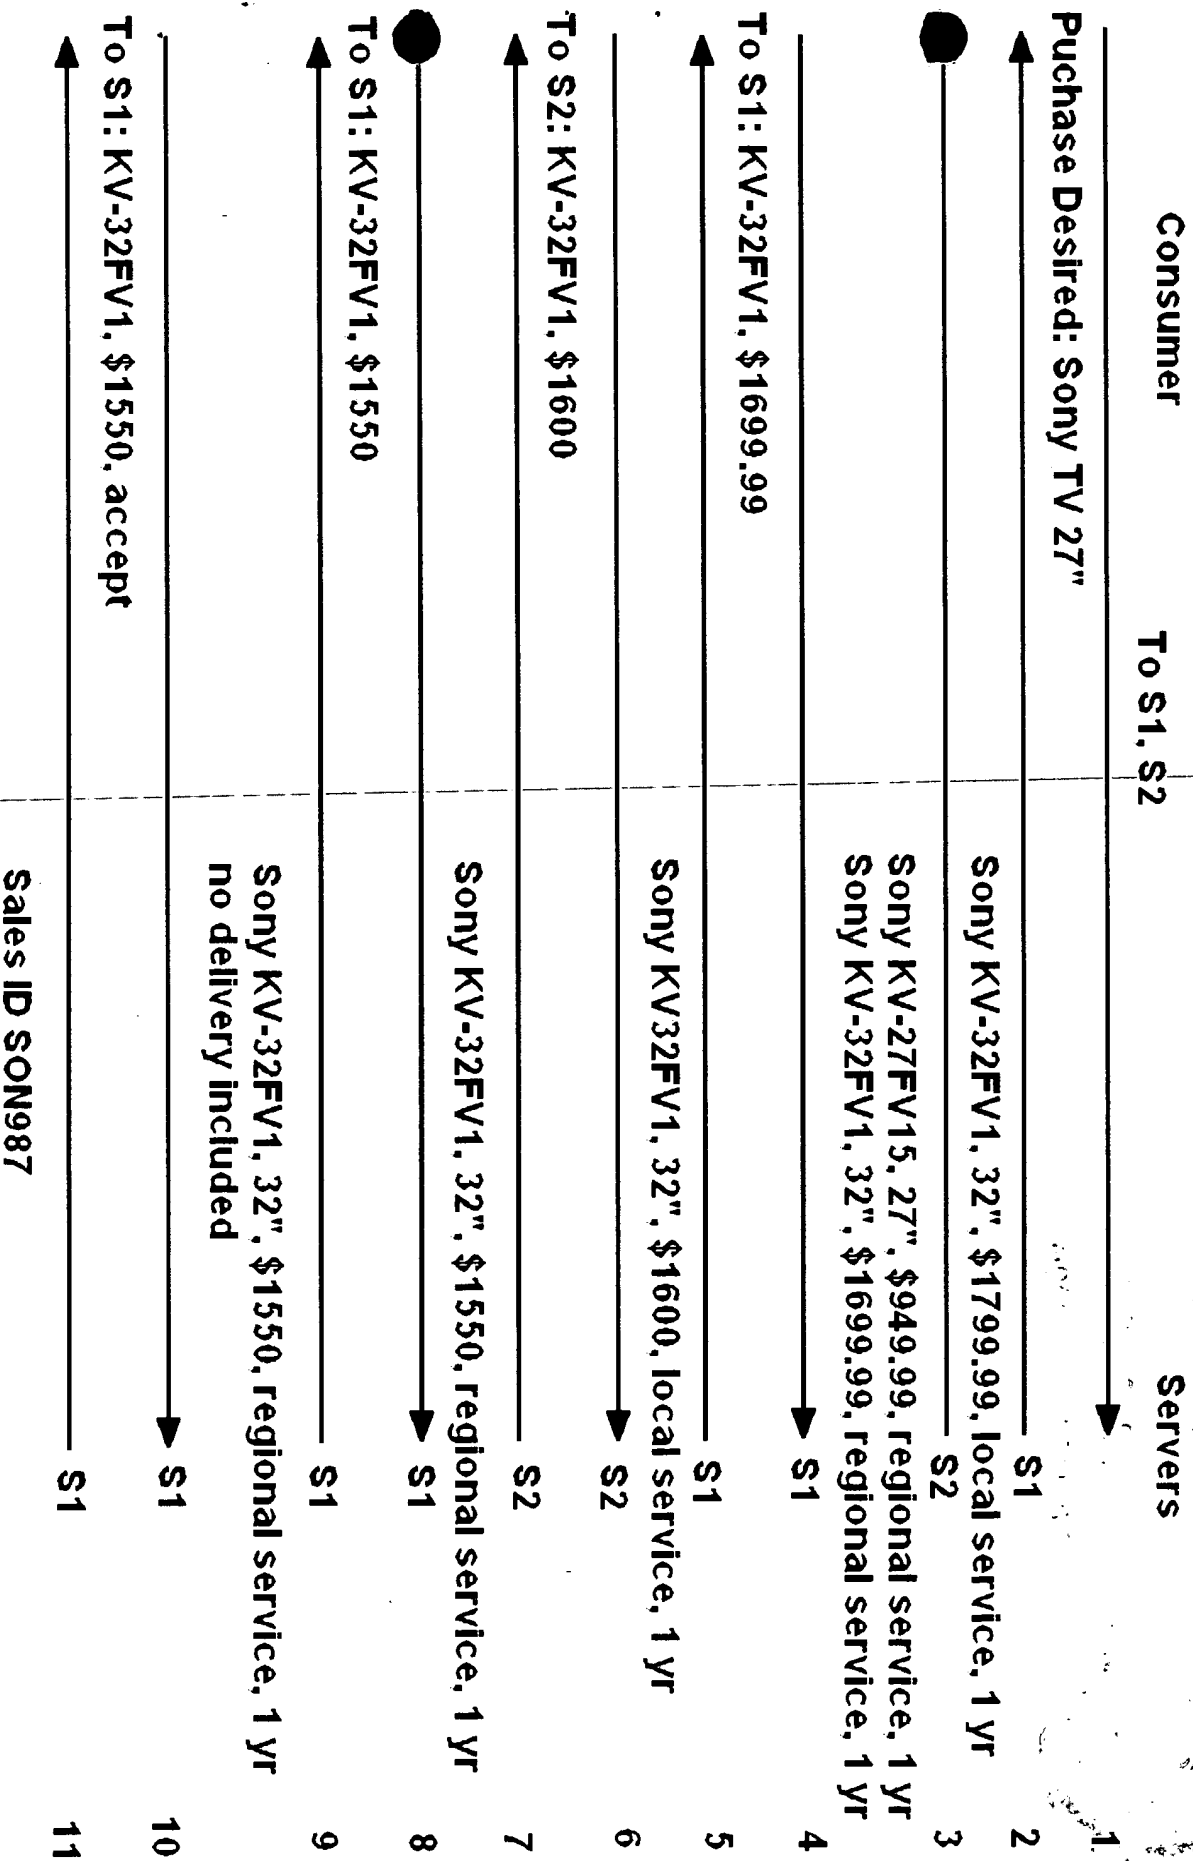 Consumer Servers
To S1, S2
1
Puchase Desired: Sony TV 27"
S1 2
Sony KV-32FV1, 32", $1799.99, local service, 1 yr
S2 3
Sony KV-27FV15, 27", $949.99, regional service, 1 yr
Sony KV-32FV1, 32", $1699.99, regional service, 1 yr
S1 4
To S1: KV-32FV1, $1699.99
S1 5
Sony KV32FV1, 32", $1600, local service, 1 yr
S2 6
To S2: KV-32FV1, $1600
S2 7
Sony KV-32FV1, 32", $1550, regional service, 1 yr
S1 8
To S1: KV-32FV1, $1550
S1 9
Sony KV-32FV1, 32", $1550, regional service, 1 yr
no delivery included
S1 10
To S1: KV-32FV1, $1550, accept
S1 11
Sales ID SON987